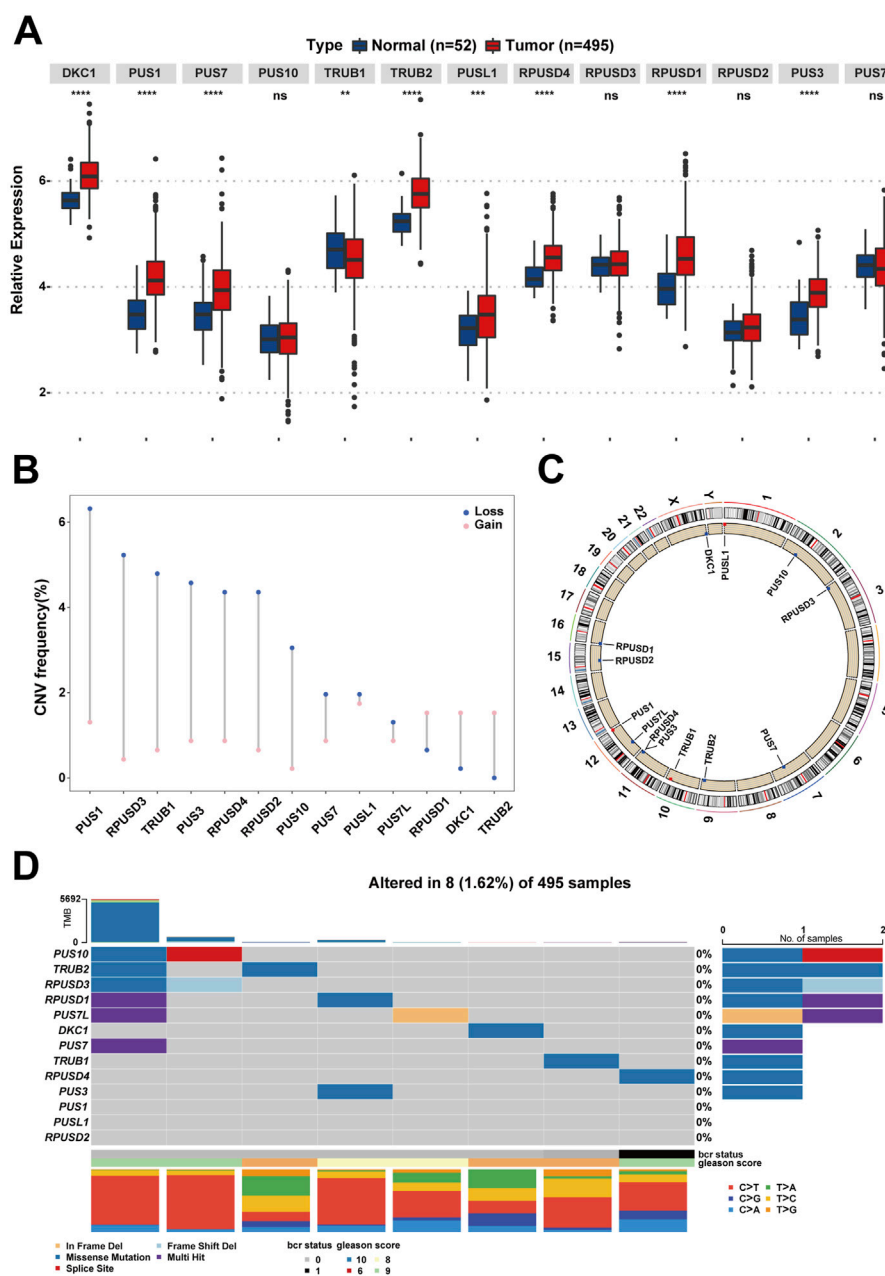 A
Type Normal (n=52) Tumor (n=495)
DKC1 PUS1 PUS7 PUS10 TRUB1 TRUB2 PUSL1 RPUSD4 RPUSD3 RPUSD1 RPUSD2 PUS3 PUS7
**** **** **** ns ** **** *** **** ns **** ns **** ns
Relative Expression
6
4
2
B
Loss
Gain
CNV frequency(%)
6
4
2
0
PUS1 RPUSD3 TRUB1 PUS3 RPUSD4 RPUSD2 PUS10 PUS7 PUSL1 PUS7L RPUSD1 DKC1 TRUB2
C
1 2 3 6 7 8 9 10 11 12 13 14 15 16 17 18 19 20 21 22 X Y
DKC1
PUSL1
PUS10
RPUSD3
RPUSD1
RPUSD2
PUS1
PUS7L
RPUSD4
PUS3
TRUB1
TRUB2
PUS7
D
Altered in 8 (1.62%) of 495 samples
5692
TMB
0
0 1 2
No. of samples
PUS10 0%
TRUB2 0%
RPUSD3 0%
RPUSD1 0%
PUS7L 0%
DKC1 0%
PUS7 0%
TRUB1 0%
RPUSD4 0%
PUS3 0%
PUS1 0%
PUSL1 0%
RPUSD2 0%
bcr status
gleason score
C>T T>A
C>G T>C
C>A T>G
In Frame Del Frame Shift Del
Missense Mutation Multi Hit
Splice Site
bcr status gleason score
0 10 8
1 6 9